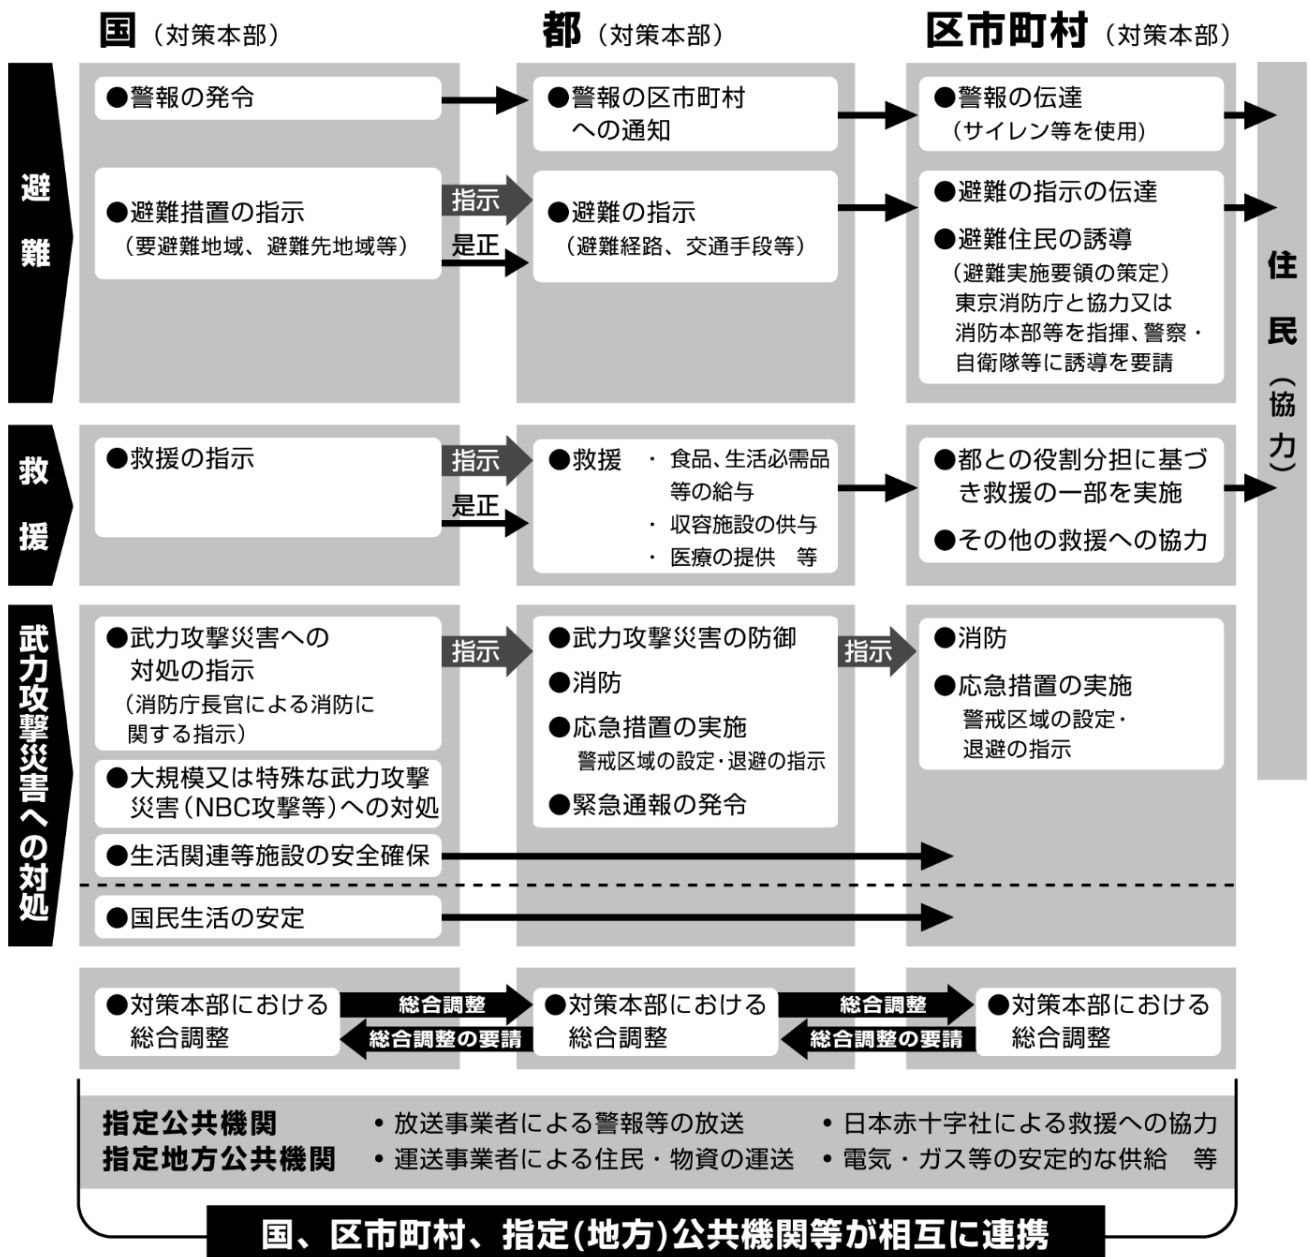 国（対策本部）
都（対策本部）
区市町村（対策本部）
避難
●警報の発令
●警報の区市町村
への通知
●警報の伝達
（サイレン等を使用）
●避難措置の指示
（要避難地域、避難先地域等）
指示
是正
●避難の指示
（避難経路、交通手段等）
●避難の指示の伝達
●避難住民の誘導
（避難実施要領の策定）
東京消防庁と協力又は
消防本部等を指揮、警察・
自衛隊等に誘導を要請
住民（協力）
救援
●救援の指示
指示
是正
●救援 ・ 食品、生活必需品
等の給与
・ 収容施設の供与
・ 医療の提供　等
●都との役割分担に基づ
き救援の一部を実施
●その他の救援への協力
武力攻撃災害への対処
●武力攻撃災害への
対処の指示
（消防庁長官による消防に
関する指示）
●大規模又は特殊な武力攻撃
災害（NBC攻撃等）への対処
●生活関連等施設の安全確保
●国民生活の安定
指示
●武力攻撃災害の防御
●消防
●応急措置の実施
警戒区域の設定・退避の指示
●緊急通報の発令
指示
●消防
●応急措置の実施
警戒区域の設定・
退避の指示
●対策本部における
総合調整
総合調整
総合調整の要請
●対策本部における
総合調整
総合調整
総合調整の要請
●対策本部における
総合調整
指定公共機関
指定地方公共機関
• 放送事業者による警報等の放送
• 運送事業者による住民・物資の運送
• 日本赤十字社による救援への協力
• 電気・ガス等の安定的な供給　等
国、区市町村、指定(地方)公共機関等が相互に連携